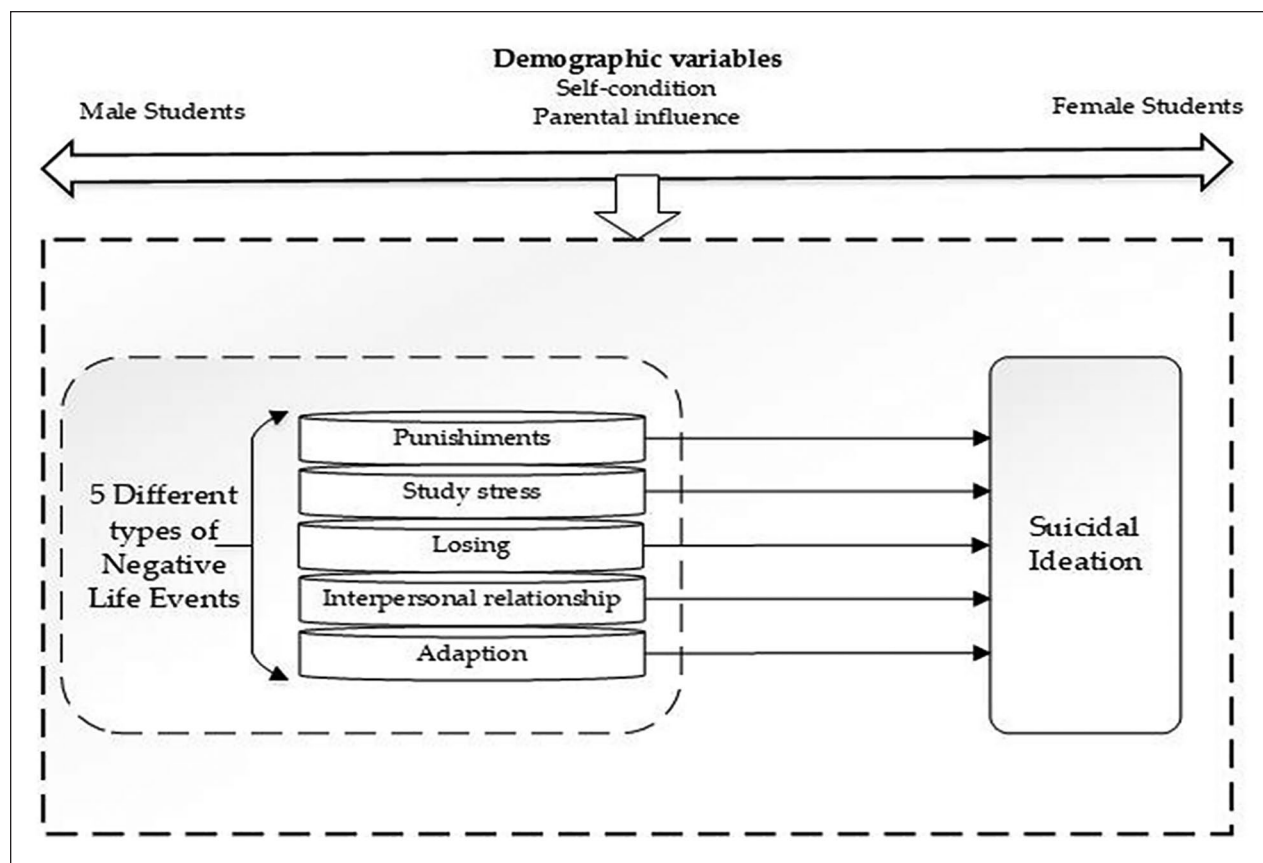 Demographic variables
Self-condition
Parental influence
Male Students
Female Students
5 Different
types of
Negative
Life Events
Punishiments
Study stress
Losing
Interpersonal relationship
Adaption
Suicidal
Ideation